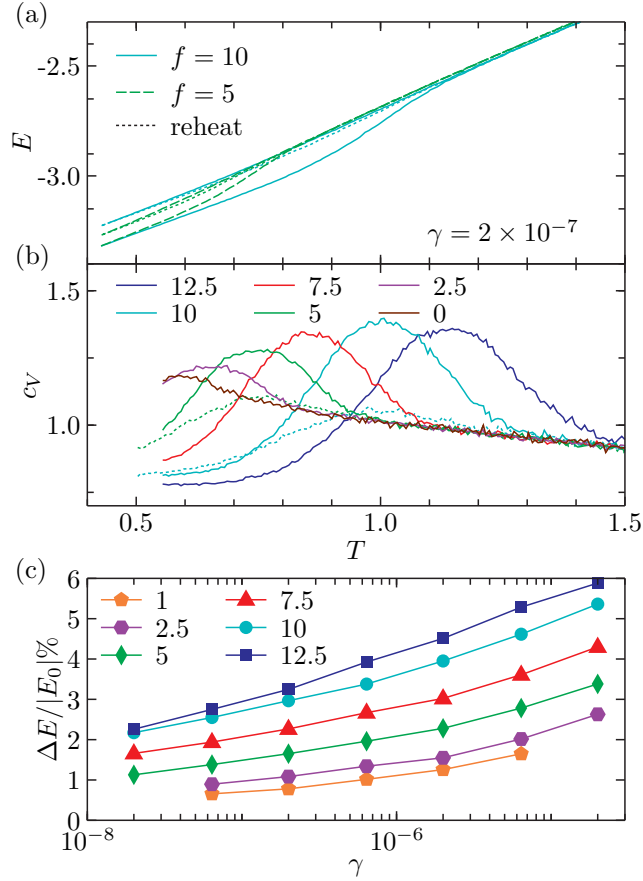 (a)
f = 10
f = 5
reheat
-2.5
-3.0
E
γ = 2 × 10⁻⁷
(b)
12.5 7.5 2.5
10 5 0
1.5
1.0
c_V
0.5 1.0 1.5
T
(c)
6
5
4
3
2
1
0
1 7.5
2.5 10
5 12.5
ΔE/|E₀|%
10⁻⁸ 10⁻⁶
γ